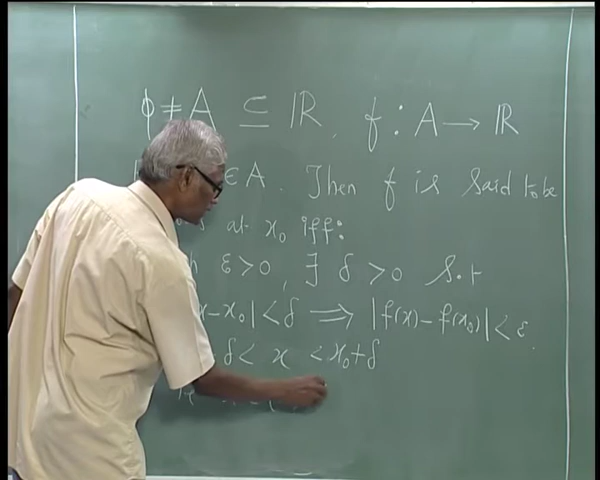 φ ≠ A ⊆ ℝ, f : A → ℝ
∈ A. Then f is said to be
at x₀ iff:
ε > 0, ∃ δ > 0 s.t
x - x₀| < δ ⟹ |f(x) - f(x₀)| < ε.
δ < x < x₀ + δ